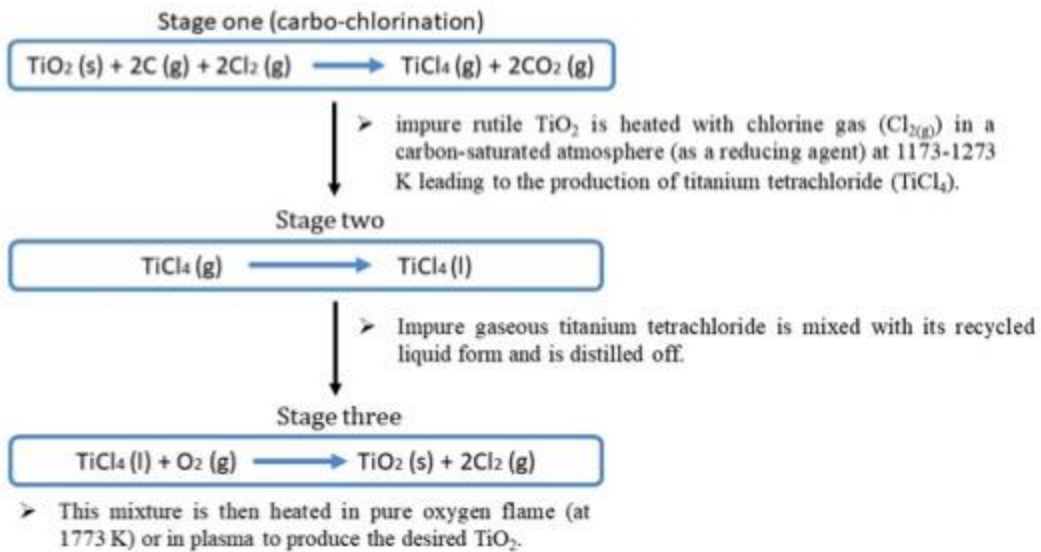 Stage one (carbo-chlorination)
TiO₂ (s) + 2C (g) + 2Cl₂ (g) → TiCl₄ (g) + 2CO₂ (g)
➤ impure rutile TiO₂ is heated with chlorine gas (Cl₂(g)) in a
carbon-saturated atmosphere (as a reducing agent) at 1173-1273
K leading to the production of titanium tetrachloride (TiCl₄).
Stage two
TiCl₄ (g) → TiCl₄ (l)
➤ Impure gaseous titanium tetrachloride is mixed with its recycled
liquid form and is distilled off.
Stage three
TiCl₄ (l) + O₂ (g) → TiO₂ (s) + 2Cl₂ (g)
➤ This mixture is then heated in pure oxygen flame (at
1773 K) or in plasma to produce the desired TiO₂.